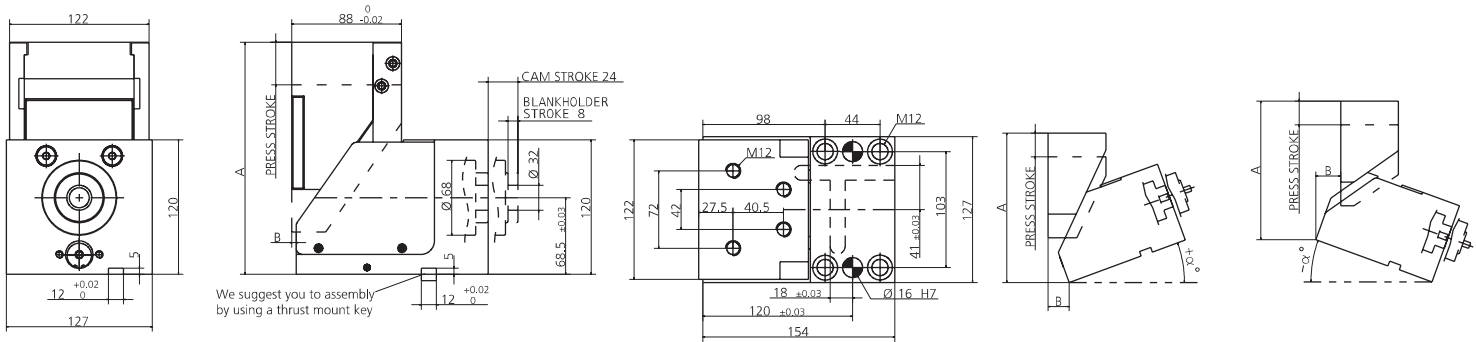 122
120
5
12 +0.02 0
127
88 0 -0.02
PRESS STROKE
A
B
CAM STROKE 24
BLANKHOLDER
STROKE 8
Ø 32
Ø 68
68.5 ±0.03
120
5
12 +0.02 0
We suggest you to assembly
by using a thrust mount key
98
44
M12
M12
122
72
42
27.5
40.5
41 ±0.03
103
127
18 ±0.03
Ø 16 H7
120 ±0.03
154
A
PRESS STROKE
B
α+°
A
PRESS STROKE
B
-α°